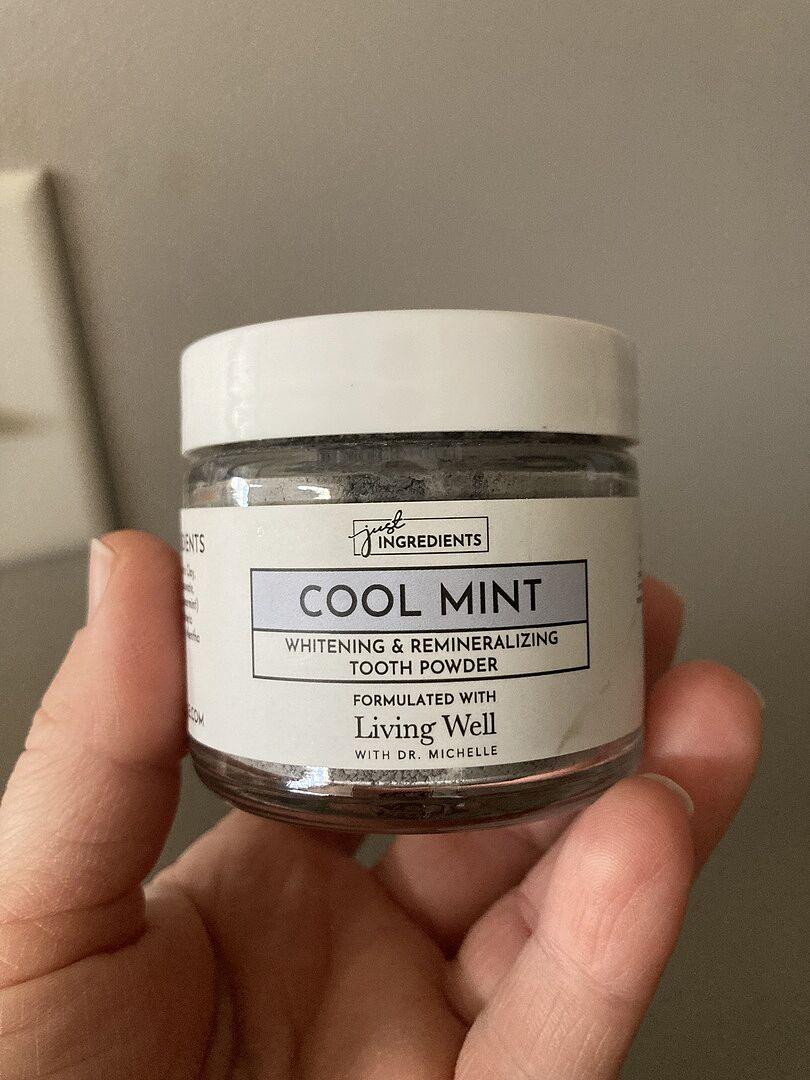 just
INGREDIENTS
COOL MINT
WHITENING & REMINERALIZING
TOOTH POWDER
FORMULATED WITH
Living Well
WITH DR. MICHELLE